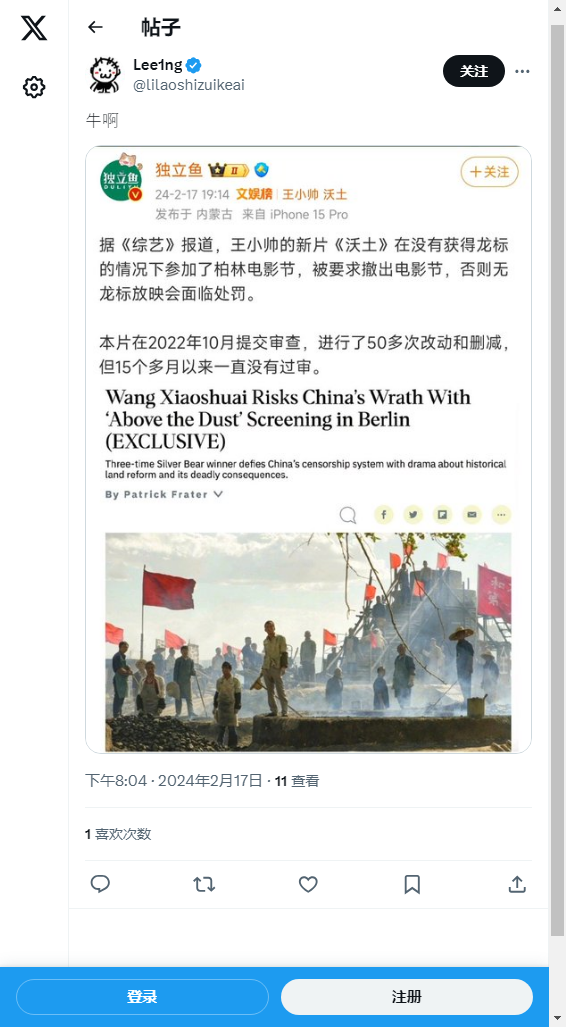 帖子
Lee1ng
@lilaoshizuikeai
关注
牛啊
独立鱼
DULIYU
独立鱼
II
+关注
24-2-17 19:14 文娱榜 | 王小帅 沃土
发布于 内蒙古 来自 iPhone 15 Pro
据《综艺》报道，王小帅的新片《沃土》在没有获得龙标
的情况下参加了柏林电影节，被要求撤出电影节，否则无
龙标放映会面临处罚。
本片在2022年10月提交审查，进行了50多次改动和删减，
但15个多月以来一直没有过审。
Wang Xiaoshuai Risks China’s Wrath With
‘Above the Dust’ Screening in Berlin
(EXCLUSIVE)
Three-time Silver Bear winner defies China’s censorship system with drama about historical
land reform and its deadly consequences.
By Patrick Frater
下午8:04 · 2024年2月17日 · 11 查看
1 喜欢次数
登录
注册